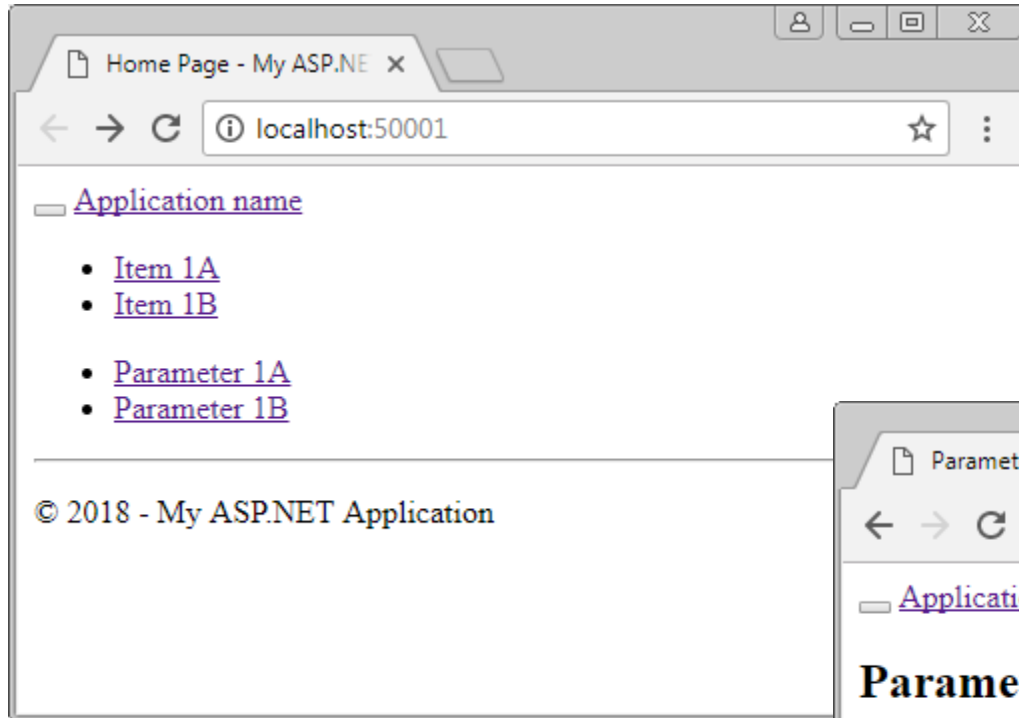 Home Page - My ASP.NE
localhost:50001
Application name
Item 1A
Item 1B
Parameter 1A
Parameter 1B
© 2018 - My ASP.NET Application
Paramet
Applicati
Parame